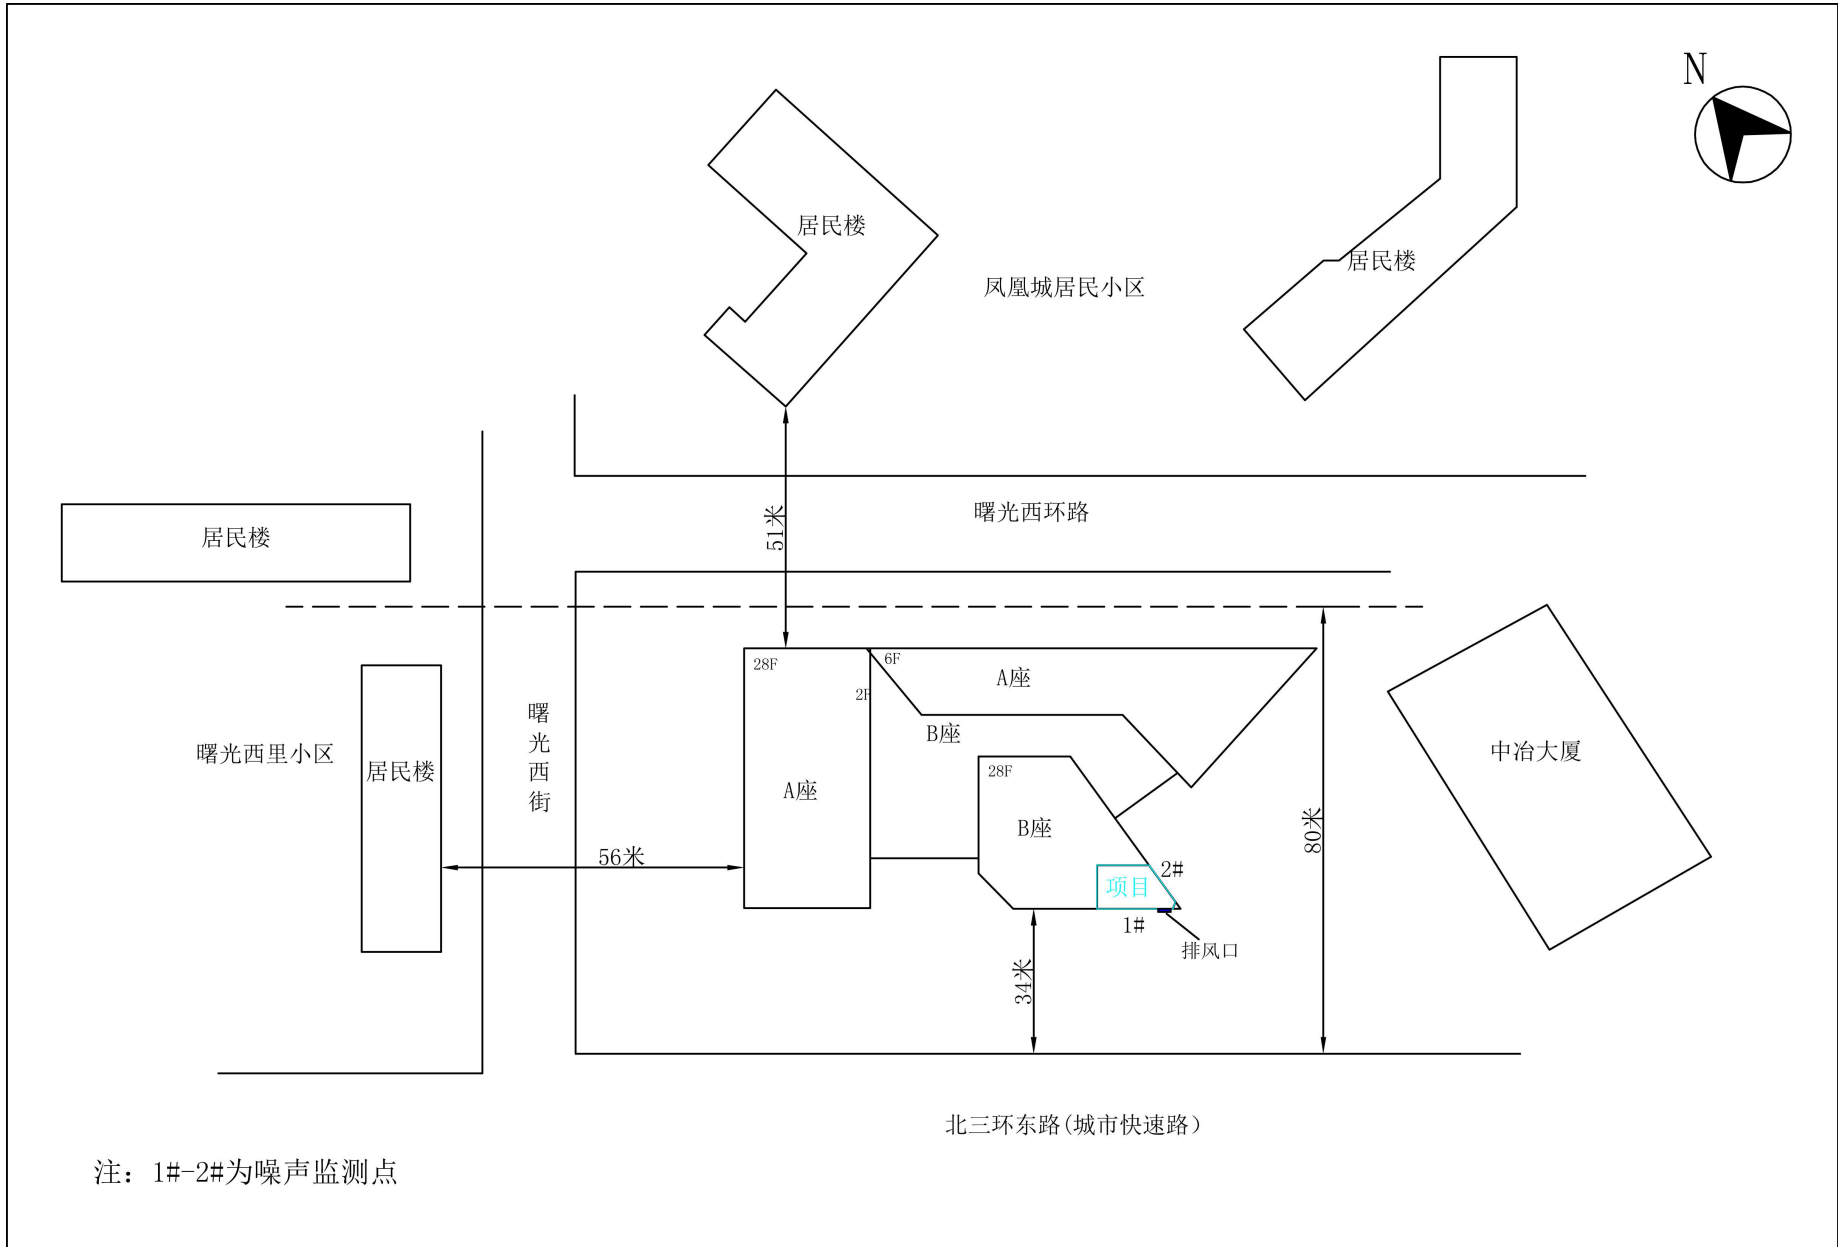 N
居民楼
居民楼
凤凰城居民小区
曙光西环路
51米
居民楼
28F
6F
2F
A座
B座
曙光西街
曙光西里小区
居民楼
A座
28F
B座
中冶大厦
80米
56米
项目
2#
1#
排风口
34米
北三环东路(城市快速路）
注：1#-2#为噪声监测点